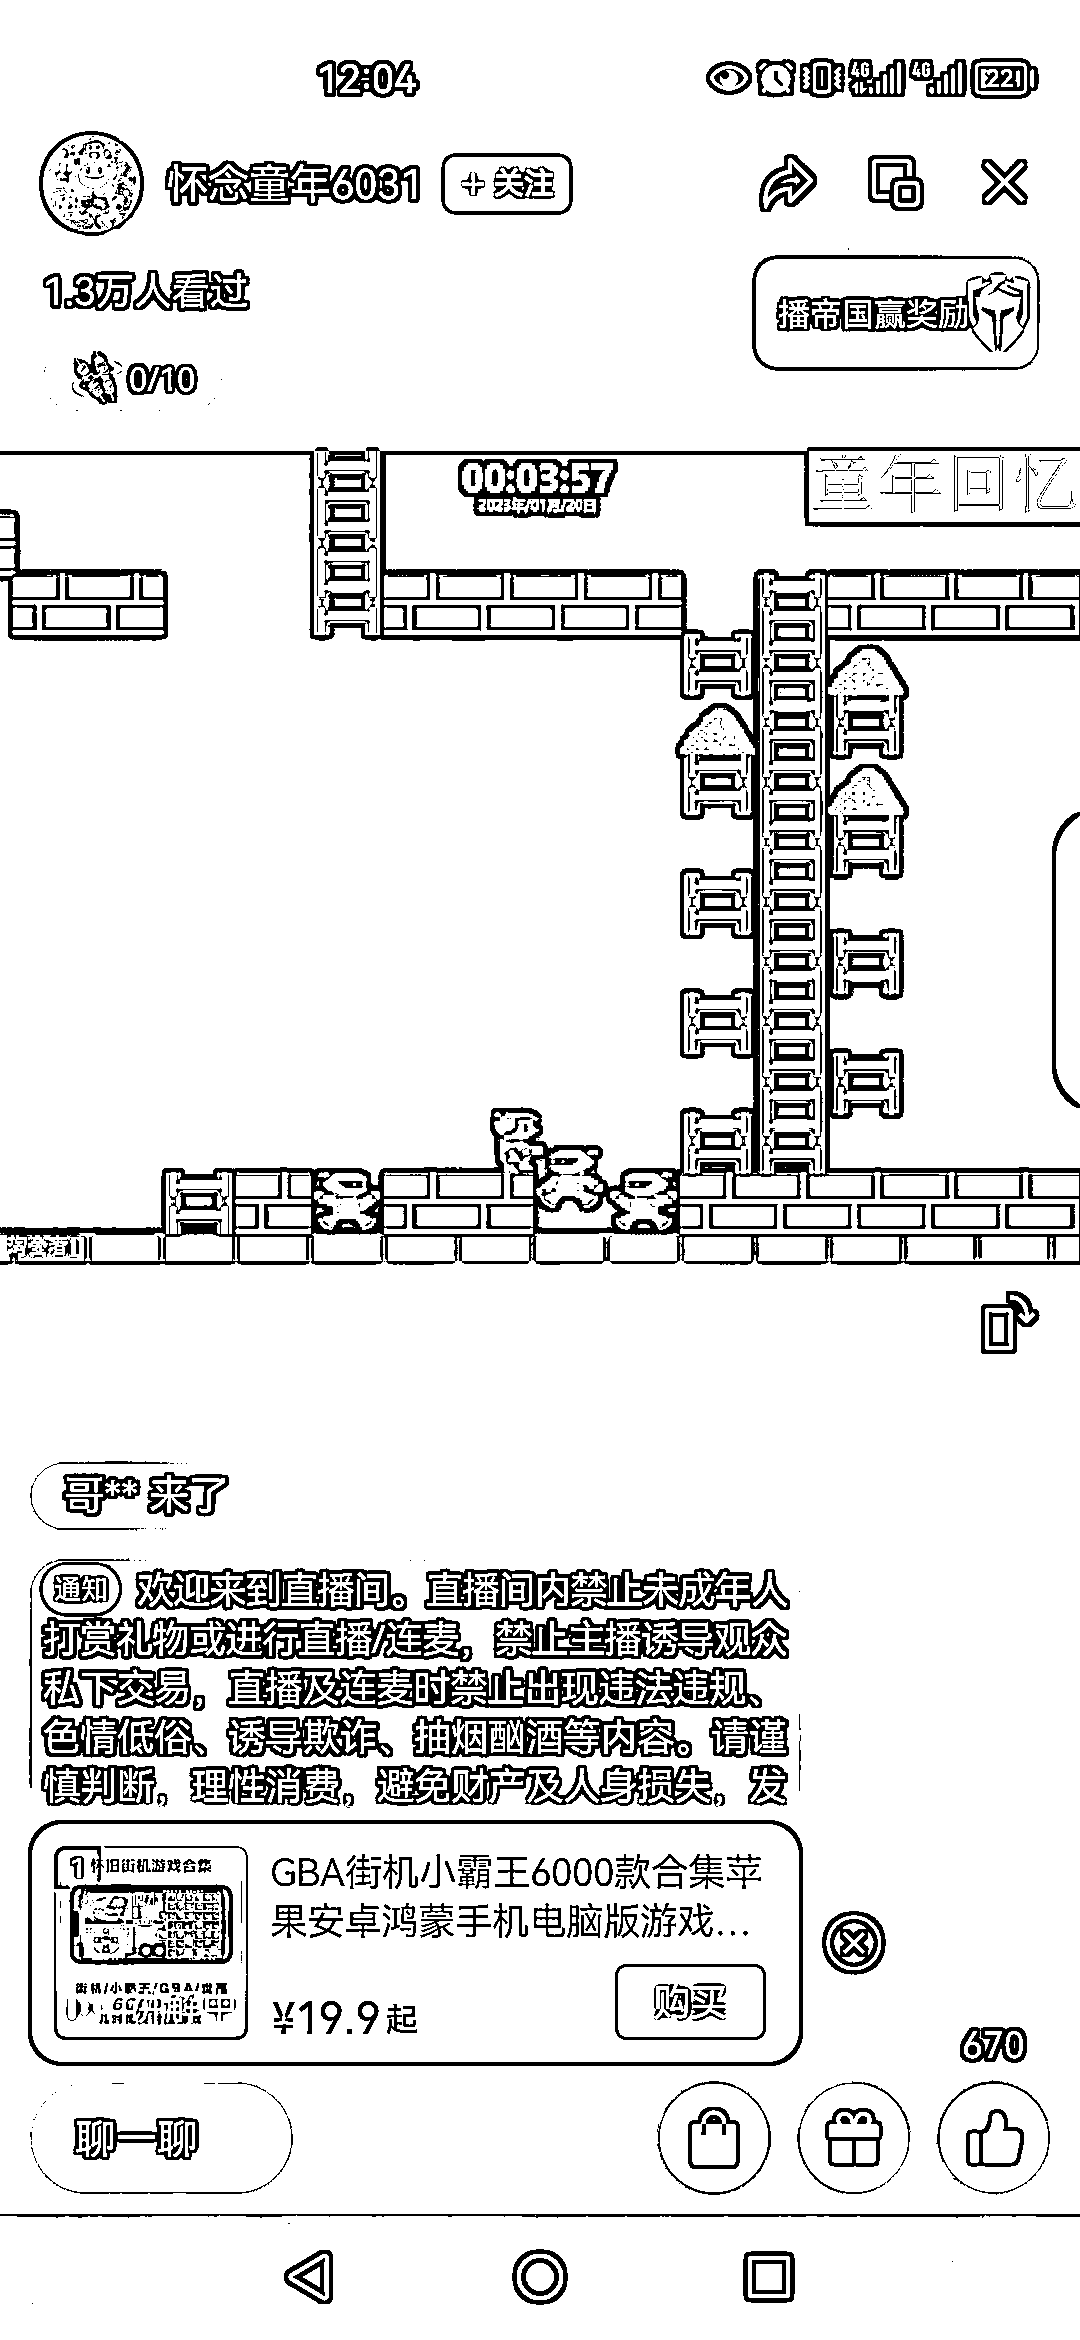 12:04
4G 4G 22
怀念童年6031 + 关注
1.3万人看过
播帝国赢奖励
0/10
00:03:57
2023年/01月/20日
童年回忆
哥** 来了
通知 欢迎来到直播间。直播间内禁止未成年人
打赏礼物或进行直播/连麦，禁止主播诱导观众
私下交易，直播及连麦时禁止出现违法违规、
色情低俗、诱导欺诈、抽烟酗酒等内容。请谨
慎判断，理性消费，避免财产及人身损失。发
1 怀旧街机游戏合集
街机/小霸王/GBA/
GBA街机小霸王6000款合集苹
果安卓鸿蒙手机电脑版游戏...
¥19.9起
购买
670
聊一聊